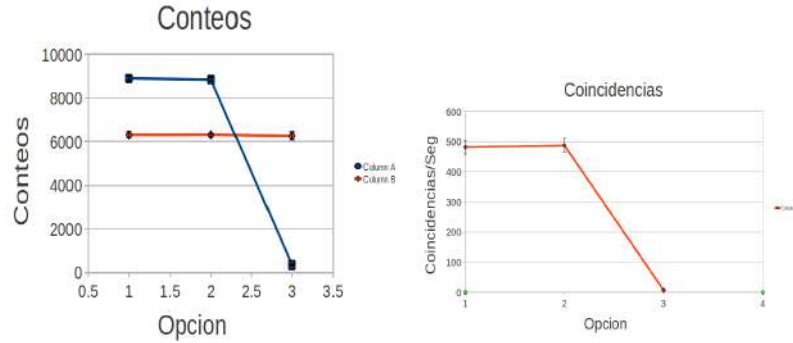 Conteos
10000
8000
6000
4000
2000
0
Conteos
0.5 1 1.5 2 2.5 3 3.5
Opcion
Column A
Column B
Coincidencias
600
500
400
300
200
100
0
Coincidencias/Seg
1 2 3 4
Opcion